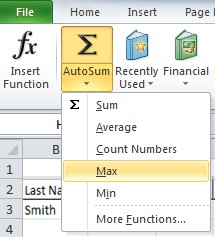 File Home Insert Page
fx Σ
Insert Function
AutoSum
Recently Used
Financial
Σ Sum
Average
Count Numbers
Max
Min
More Functions...
B
1
2 Last Na
3 Smith